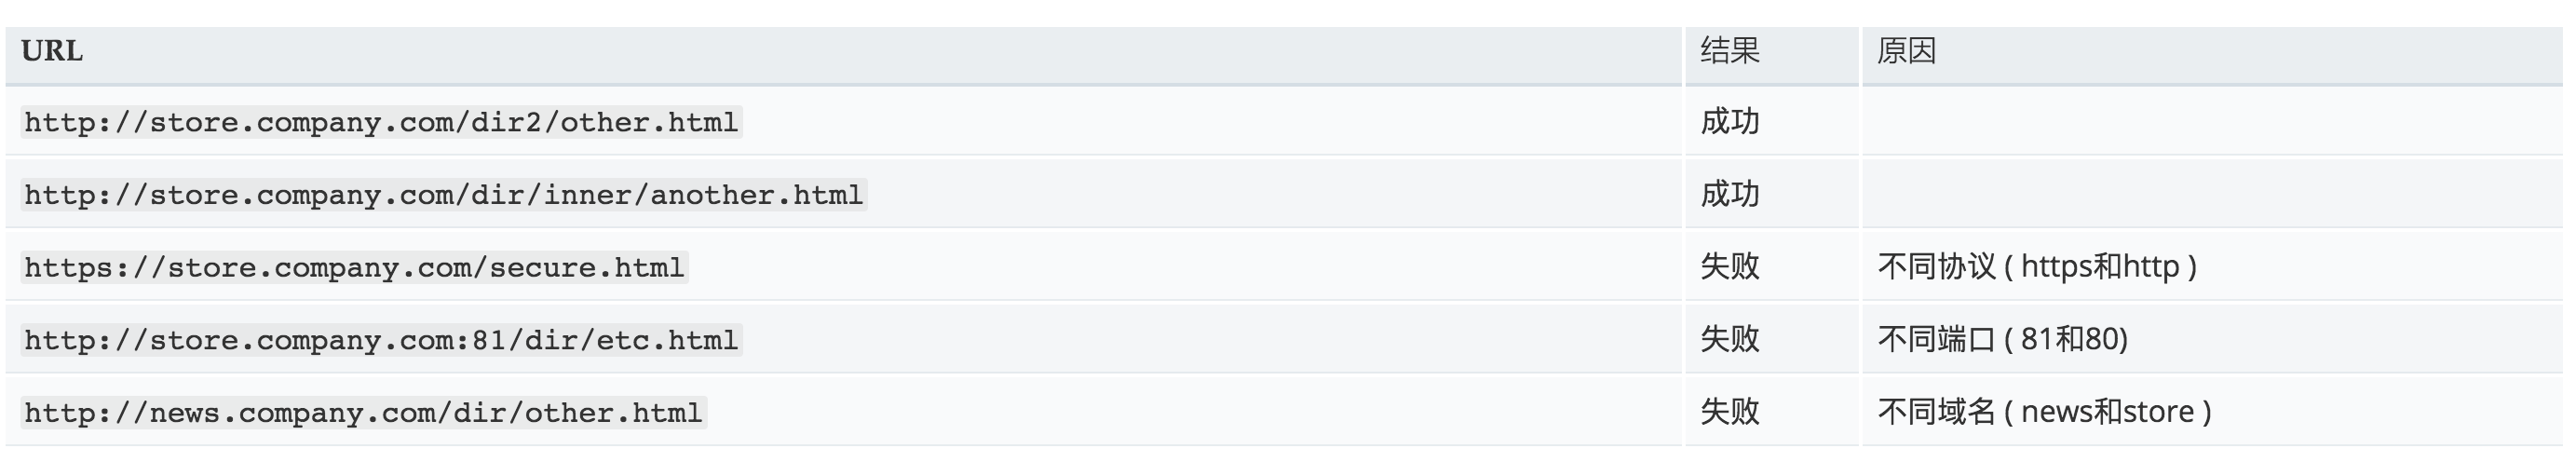 URL 结果 原因
http://store.company.com/dir2/other.html 成功
http://store.company.com/dir/inner/another.html 成功
https://store.company.com/secure.html 失败 不同协议 ( https和http )
http://store.company.com:81/dir/etc.html 失败 不同端口 ( 81和80)
http://news.company.com/dir/other.html 失败 不同域名 ( news和store )